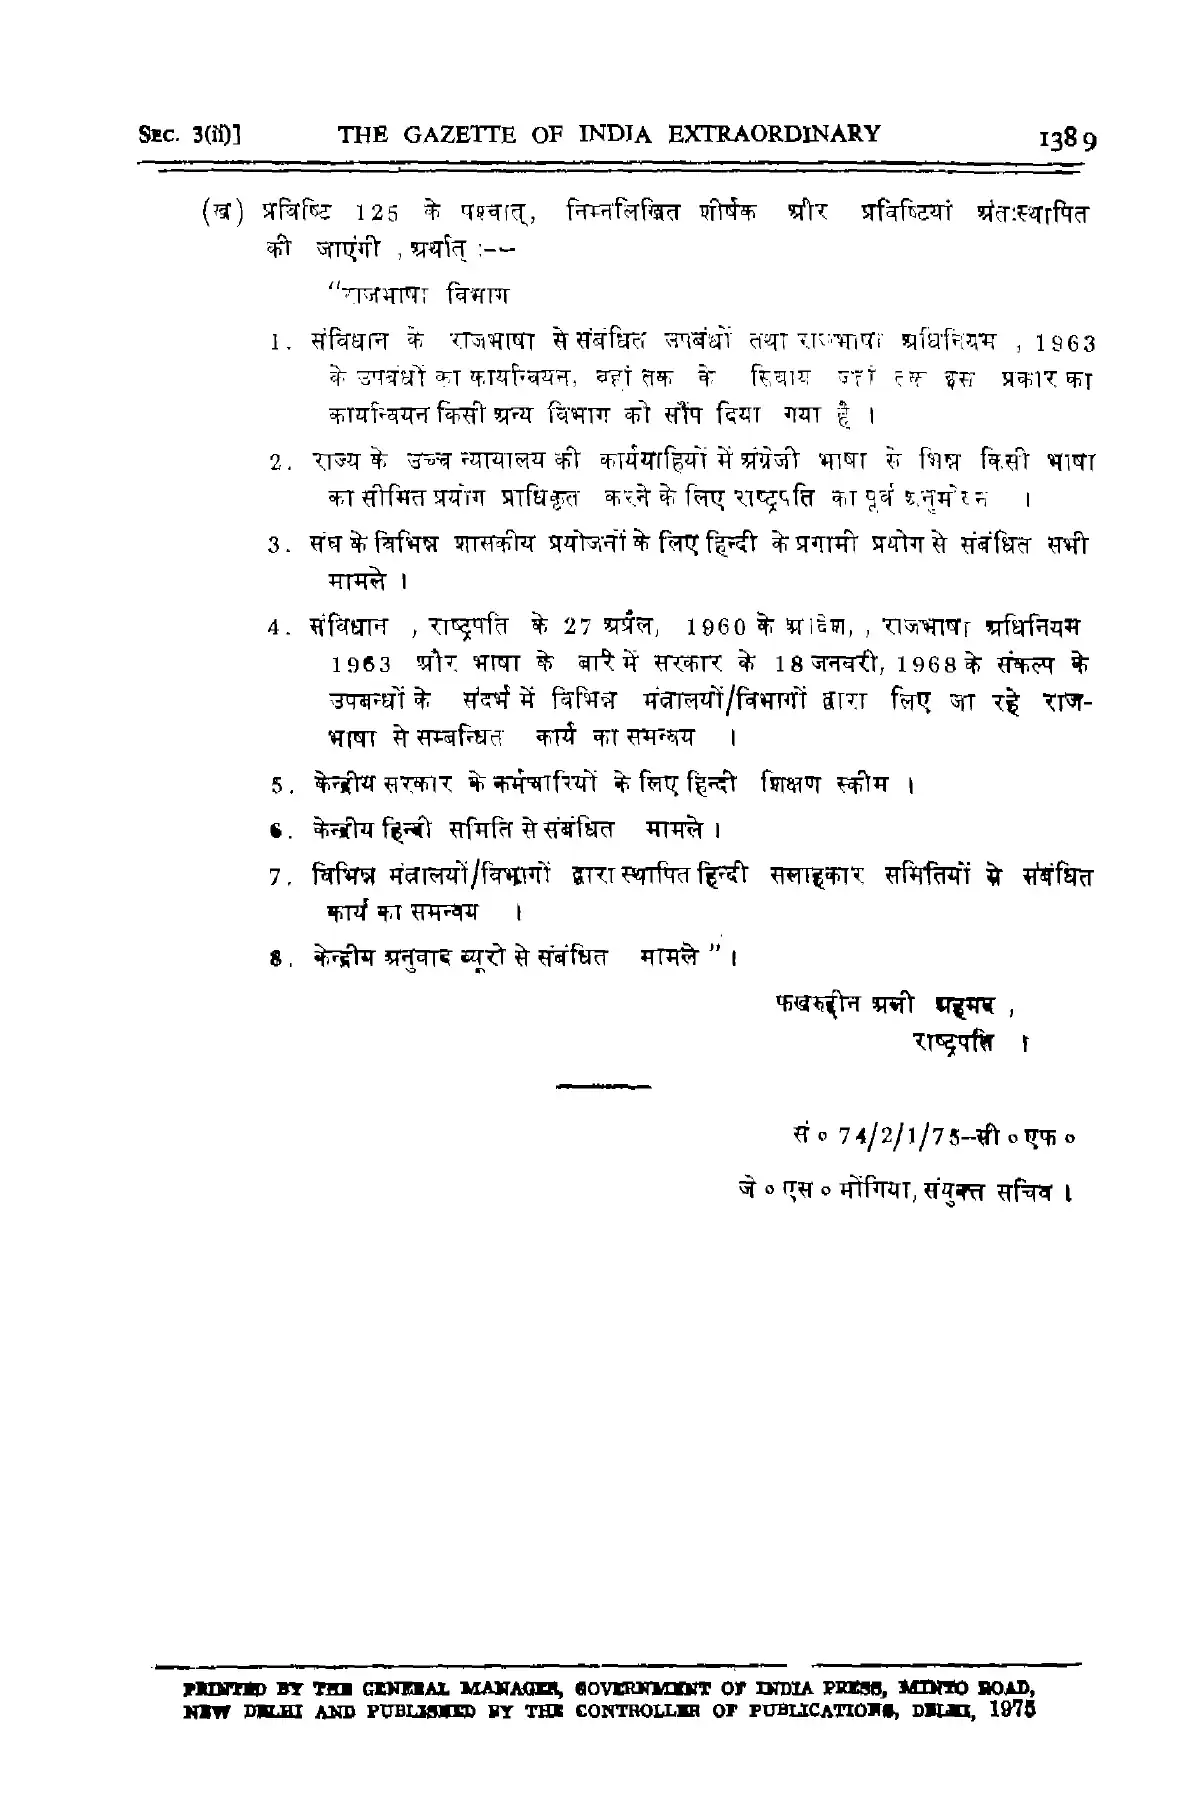 SEC. 3(ii)] THE GAZETTE OF INDIA EXTRAORDINARY 1389
(ख) प्रविष्टि 125 के पश्चात्, निम्नलिखित शीर्षक और प्रविष्टियां अंतःस्थापित
की जाएंगी , अर्थात् :--
"राजभाषा विभाग
1. संविधान के राजभाषा से संबंधित उपबंधों तथा राजभाषा अधिनियम , 1963
के उपबंधों का कार्यान्वयन, वहां तक के सिवाय जहां तक इस प्रकार का
कार्यान्वयन किसी अन्य विभाग को सौंप दिया गया है ।
2. राज्य के उच्च न्यायालय की कार्यवाहियों में अंग्रेजी भाषा से भिन्न किसी भाषा
का सीमित प्रयोग प्राधिकृत करने के लिए राष्ट्रपति का पूर्व अनुमोदन ।
3. संघ के विभिन्न शासकीय प्रयोजनों के लिए हिन्दी के प्रगामी प्रयोग से संबंधित सभी
मामले ।
4. संविधान , राष्ट्रपति के 27 अप्रैल, 1960 के आदेश, , राजभाषा अधिनियम
1963 और भाषा के बारे में सरकार के 18 जनवरी, 1968 के संकल्प के
उपबन्धों के संदर्भ में विभिन्न मंत्रालयों/विभागों द्वारा लिए जा रहे राज-
भाषा से सम्बन्धित कार्य का समन्वय ।
5. केन्द्रीय सरकार के कर्मचारियों के लिए हिन्दी शिक्षण स्कीम ।
6. केन्द्रीय हिन्दी समिति से संबंधित मामले ।
7. विभिन्न मंत्रालयों/विभागों द्वारा स्थापित हिन्दी सलाहकार समितियों से संबंधित
कार्य का समन्वय ।
8. केन्द्रीय अनुवाद ब्यूरो से संबंधित मामले " ।
फखरुद्दीन अली अहमद ,
राष्ट्रपति ।
सं० 74/2/1/75--सी०एफ०
जे०एस० मोंगिया, संयुक्त सचिव ।
PRINTED BY THE GENERAL MANAGER, GOVERNMENT OF INDIA PRESS, MINTO ROAD,
NEW DELHI AND PUBLISHED BY THE CONTROLLER OF PUBLICATIONS, DELHI, 1975